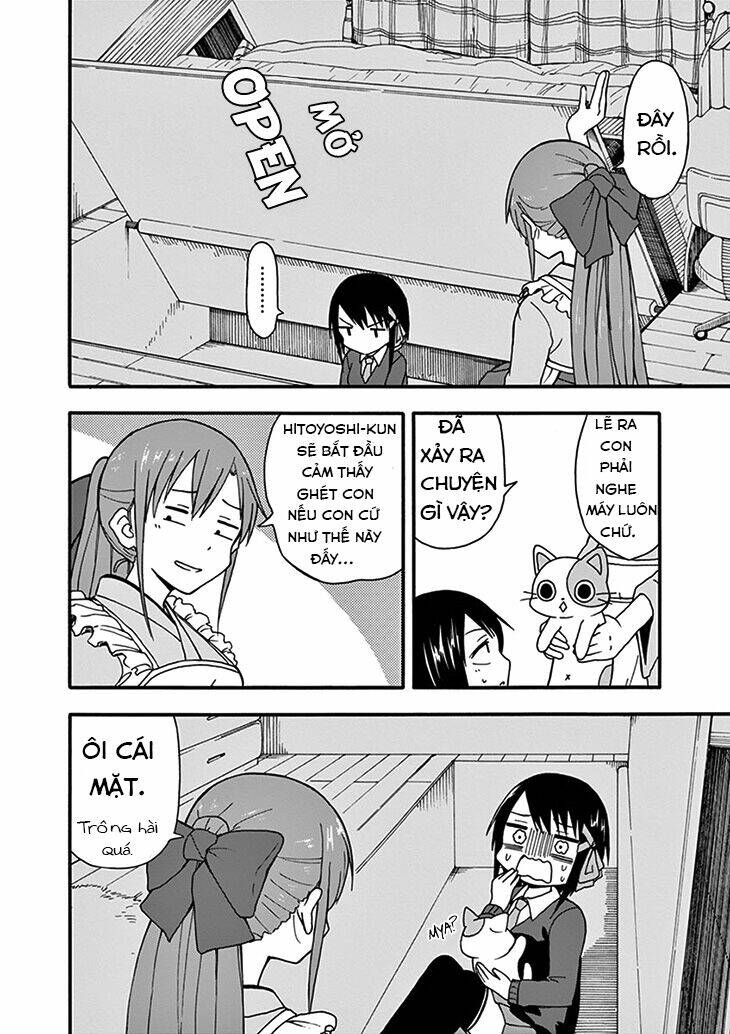 ĐÂY
RỒI.
MỞ
OPEN
.........
LẼ RA
CON
PHẢI
NGHE
MÁY LUÔN
CHỨ.
ĐÃ
XẢY RA
CHUYỆN
GÌ VẬY?
HITOYOSHI-KUN
SẼ BẮT ĐẦU
CẢM THẤY
GHÉT CON
NẾU CON CỨ
NHƯ THẾ NÀY
ĐẤY...
ÔI CÁI
MẶT.
Trông hài
quá.
MYA?